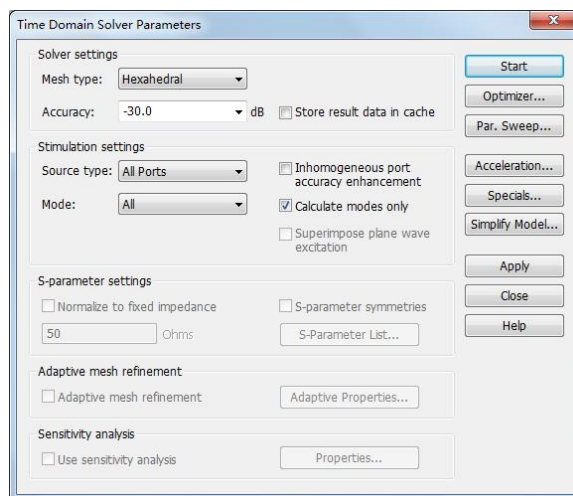 Time Domain Solver Parameters
Solver settings
Mesh type: Hexahedral
Accuracy: -30.0 dB Store result data in cache
Stimulation settings
Source type: All Ports Inhomogeneous port
accuracy enhancement
Mode: All Calculate modes only
Superimpose plane wave
excitation
S-parameter settings
Normalize to fixed impedance S-parameter symmetries
50 Ohms S-Parameter List...
Adaptive mesh refinement
Adaptive mesh refinement Adaptive Properties...
Sensitivity analysis
Use sensitivity analysis Properties...
Start
Optimizer...
Par. Sweep...
Acceleration...
Specials...
Simplify Model...
Apply
Close
Help